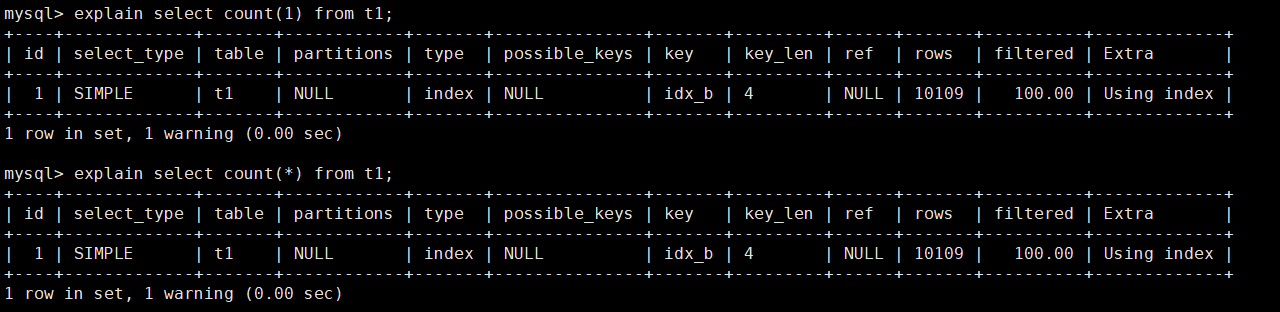 mysql> explain select count(1) from t1;
+----+-------------+-------+------------+-------+---------------+-------+---------+------+-------+----------+-------------+
| id | select_type | table | partitions | type  | possible_keys | key   | key_len | ref  | rows  | filtered | Extra       |
+----+-------------+-------+------------+-------+---------------+-------+---------+------+-------+----------+-------------+
|  1 | SIMPLE      | t1    | NULL       | index | NULL          | idx_b | 4       | NULL | 10109 |   100.00 | Using index |
+----+-------------+-------+------------+-------+---------------+-------+---------+------+-------+----------+-------------+
1 row in set, 1 warning (0.00 sec)

mysql> explain select count(*) from t1;
+----+-------------+-------+------------+-------+---------------+-------+---------+------+-------+----------+-------------+
| id | select_type | table | partitions | type  | possible_keys | key   | key_len | ref  | rows  | filtered | Extra       |
+----+-------------+-------+------------+-------+---------------+-------+---------+------+-------+----------+-------------+
|  1 | SIMPLE      | t1    | NULL       | index | NULL          | idx_b | 4       | NULL | 10109 |   100.00 | Using index |
+----+-------------+-------+------------+-------+---------------+-------+---------+------+-------+----------+-------------+
1 row in set, 1 warning (0.00 sec)